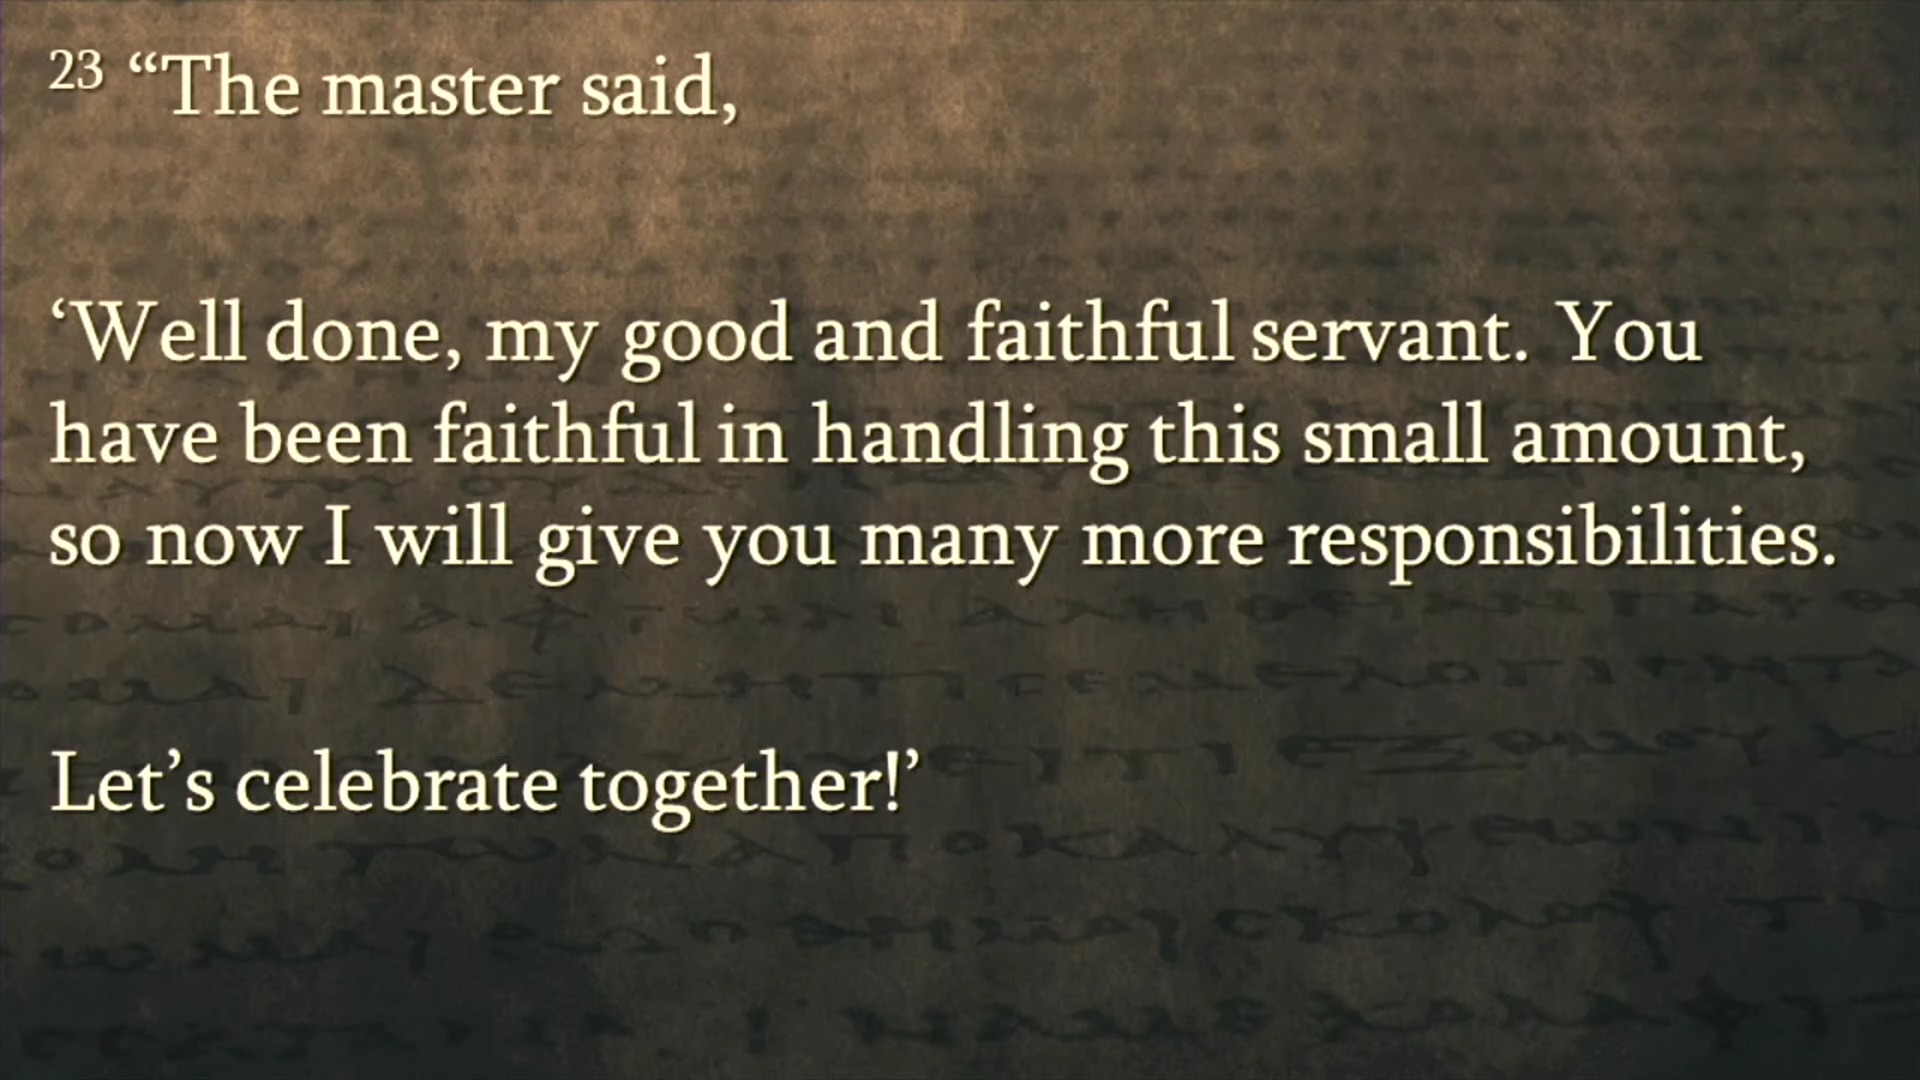 23 “The master said,
‘Well done, my good and faithful servant. You
have been faithful in handling this small amount,
so now I will give you many more responsibilities.
Let’s celebrate together!’